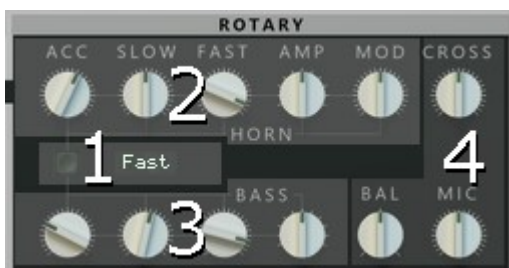 ROTARY
ACC SLOW FAST AMP MOD CROSS
2
HORN
1 Fast 4
BASS BAL MIC
3